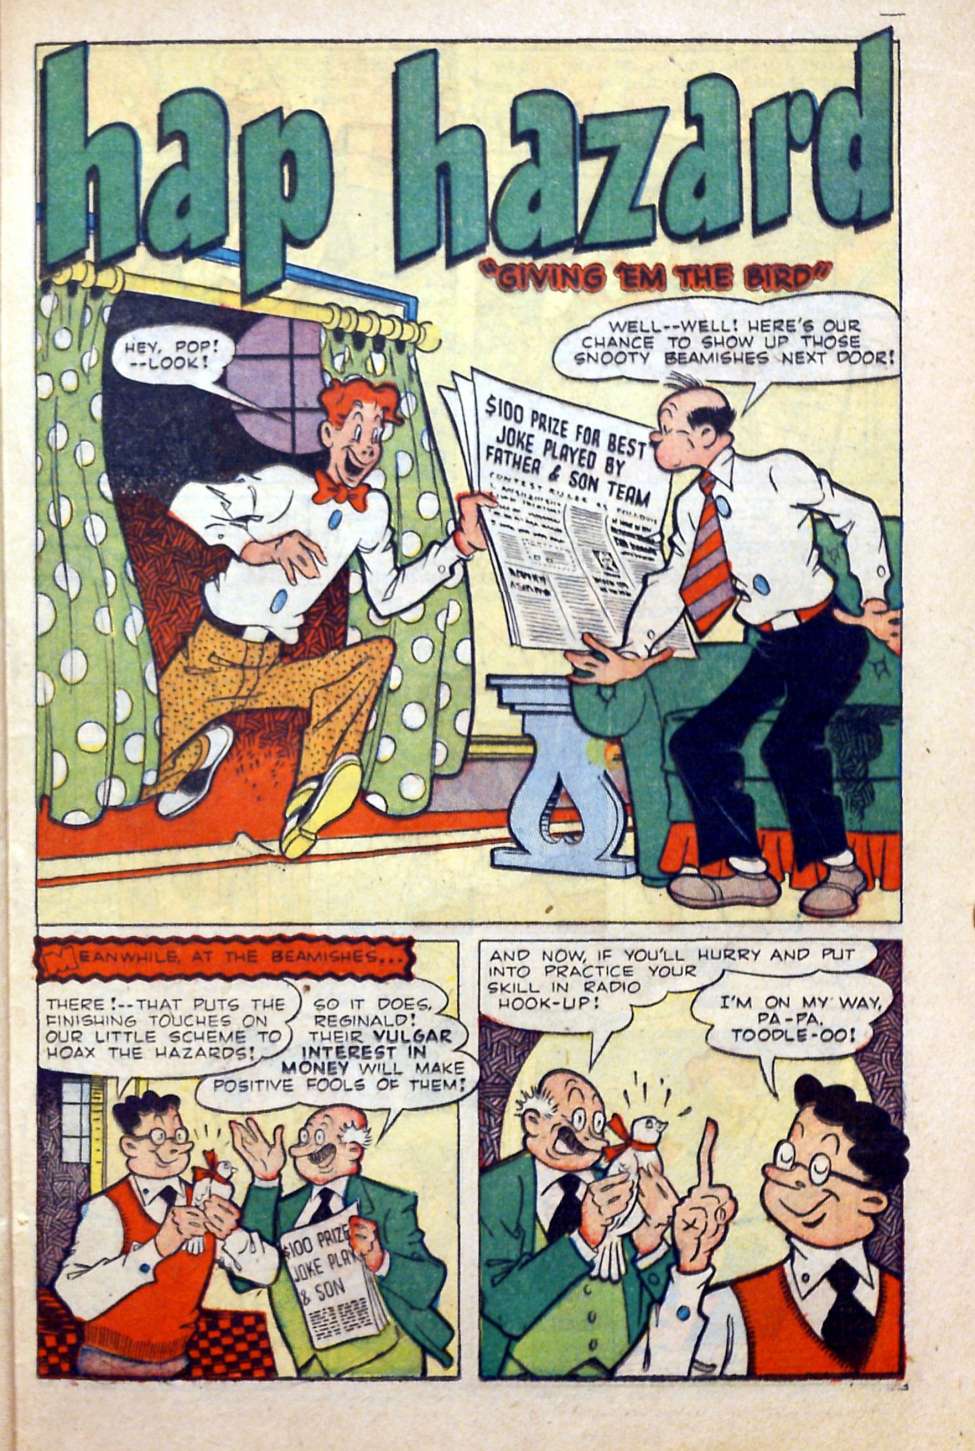 hap hazard
"GIVING 'EM THE BIRD"
HEY, POP!
--LOOK!
WELL--WELL! HERE'S OUR
CHANCE TO SHOW UP THOSE
SNOOTY BEAMISHES NEXT DOOR!
$100 PRIZE FOR BEST
JOKE PLAYED BY
FATHER & SON TEAM
MEANWHILE, AT THE BEAMISHES...
THERE!--THAT PUTS THE
FINISHING TOUCHES ON
OUR LITTLE SCHEME TO
HOAX THE HAZARDS!
SO IT DOES,
REGINALD!
THEIR VULGAR
INTEREST IN
MONEY WILL MAKE
POSITIVE FOOLS OF THEM!
$100 PRIZE
JOKE PLAY
& SON
AND NOW, IF YOU'LL HURRY AND PUT
INTO PRACTICE YOUR
SKILL IN RADIO
HOOK-UP!
I'M ON MY WAY,
PA-PA,
TOODLE-OO!